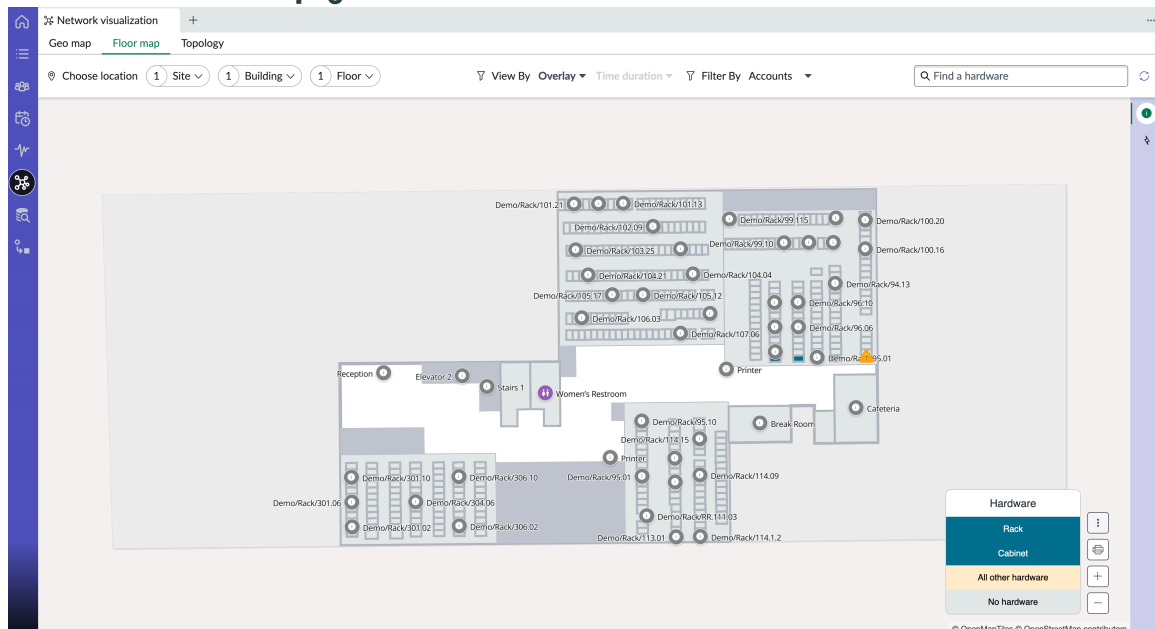 Network visualization
+
Geo map
Floor map
Topology
Choose location
1 Site
1 Building
1 Floor
View By Overlay
Time duration
Filter By Accounts
Find a hardware
Demo/Rack/101.21
Demo/Rack/101.13
Demo/Rack/102.09
Demo/Rack/99.115
Demo/Rack/100.20
Demo/Rack/103.25
Demo/Rack/99.10
Demo/Rack/100.16
Demo/Rack/104.21
Demo/Rack/104.04
Demo/Rack/94.13
Demo/Rack/105.17
Demo/Rack/105.12
Demo/Rack/96.10
Demo/Rack/106.03
Demo/Rack/107.06
Demo/Rack/96.06
95.01
Printer
Reception
Elevator 2
Stairs 1
Women's Restroom
Cafeteria
Break Room
Demo/Rack/95.10
Demo/Rack/114.15
Printer
Demo/Rack/95.01
Demo/Rack/114.09
Demo/Rack/RR.111.03
Demo/Rack/113.01
Demo/Rack/114.1.2
Demo/Rack/301.10
Demo/Rack/306.10
Demo/Rack/301.06
Demo/Rack/304.06
Demo/Rack/301.02
Demo/Rack/306.02
Hardware
Rack
Cabinet
All other hardware
No hardware
+
−
© OpenMapTiles © OpenStreetMap contributors